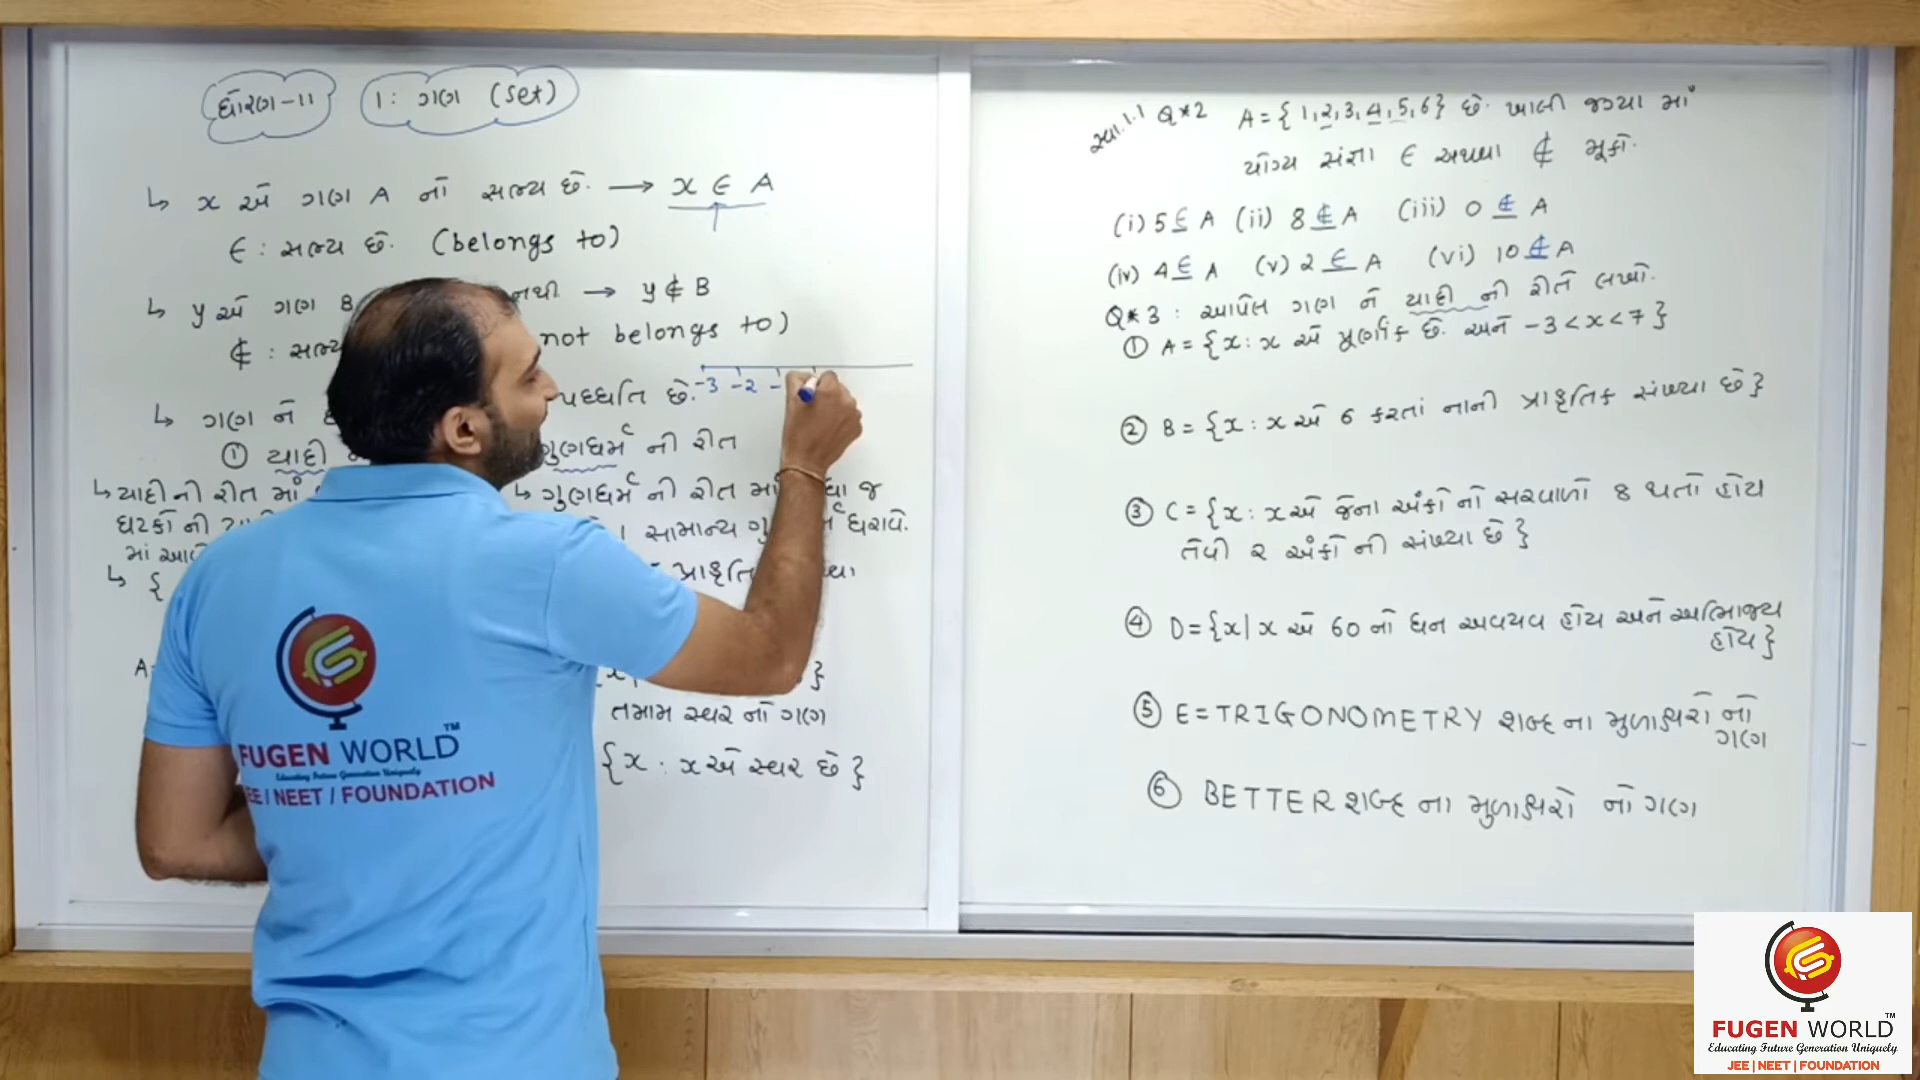 ધોરણ-11 1: ગણ (Set)
↳ x એ ગણ A નો સભ્ય છે. → x ∈ A
∈ : સભ્ય છે. (belongs to)
↳ y એ ગણ B નથી → y ∉ B
∉ : સભ્ય not belongs to)
-3 -2 -
↳ ગણ ને પધ્ધતિ છે.
① યાદી ગુણધર્મ ની રીત
↳ યાદી ની રીત માં
ઘટકો ની
માં
↳ {
↳ ગુણધર્મ ની રીત જ
સામાન્ય ધરાવે.
A
}
તમામ સ્વર નો ગણ
{x : x એ સ્વર છે}
સ્વા.1.1 Q*2 A = {1,2,3,4,5,6} છે. ખાલી જગ્યા માં
યોગ્ય સંજ્ઞા ∈ અથવા ∉ મૂકો.
(i) 5 ∈ A (ii) 8 ∉ A (iii) 0 ∉ A
(iv) 4 ∈ A (v) 2 ∈ A (vi) 10 ∉ A
Q*3 : આપેલ ગણ ને યાદી ની રીતે લખો.
① A = {x : x એ પૂર્ણાંક છે. અને -3 < x < 7}
② B = {x : x એ 6 કરતાં નાની પ્રાકૃતિક સંખ્યા છે}
③ C = {x : x એ જેના અંકો નો સરવાળો 8 થતો હોય
તેવી ૨ અંકો ની સંખ્યા છે}
④ D = {x | x એ 60 નો ધન અવયવ હોય અને અવિભાજ્ય
હોય}
⑤ E = TRIGONOMETRY શબ્દ ના મુળાક્ષરો નો
ગણ
⑥ BETTER શબ્દ ના મુળાક્ષરો નો ગણ
FUGEN WORLD™
Educating Future Generation Uniquely
JEE / NEET / FOUNDATION
FUGEN WORLD™
Educating Future Generation Uniquely
JEE | NEET | FOUNDATION